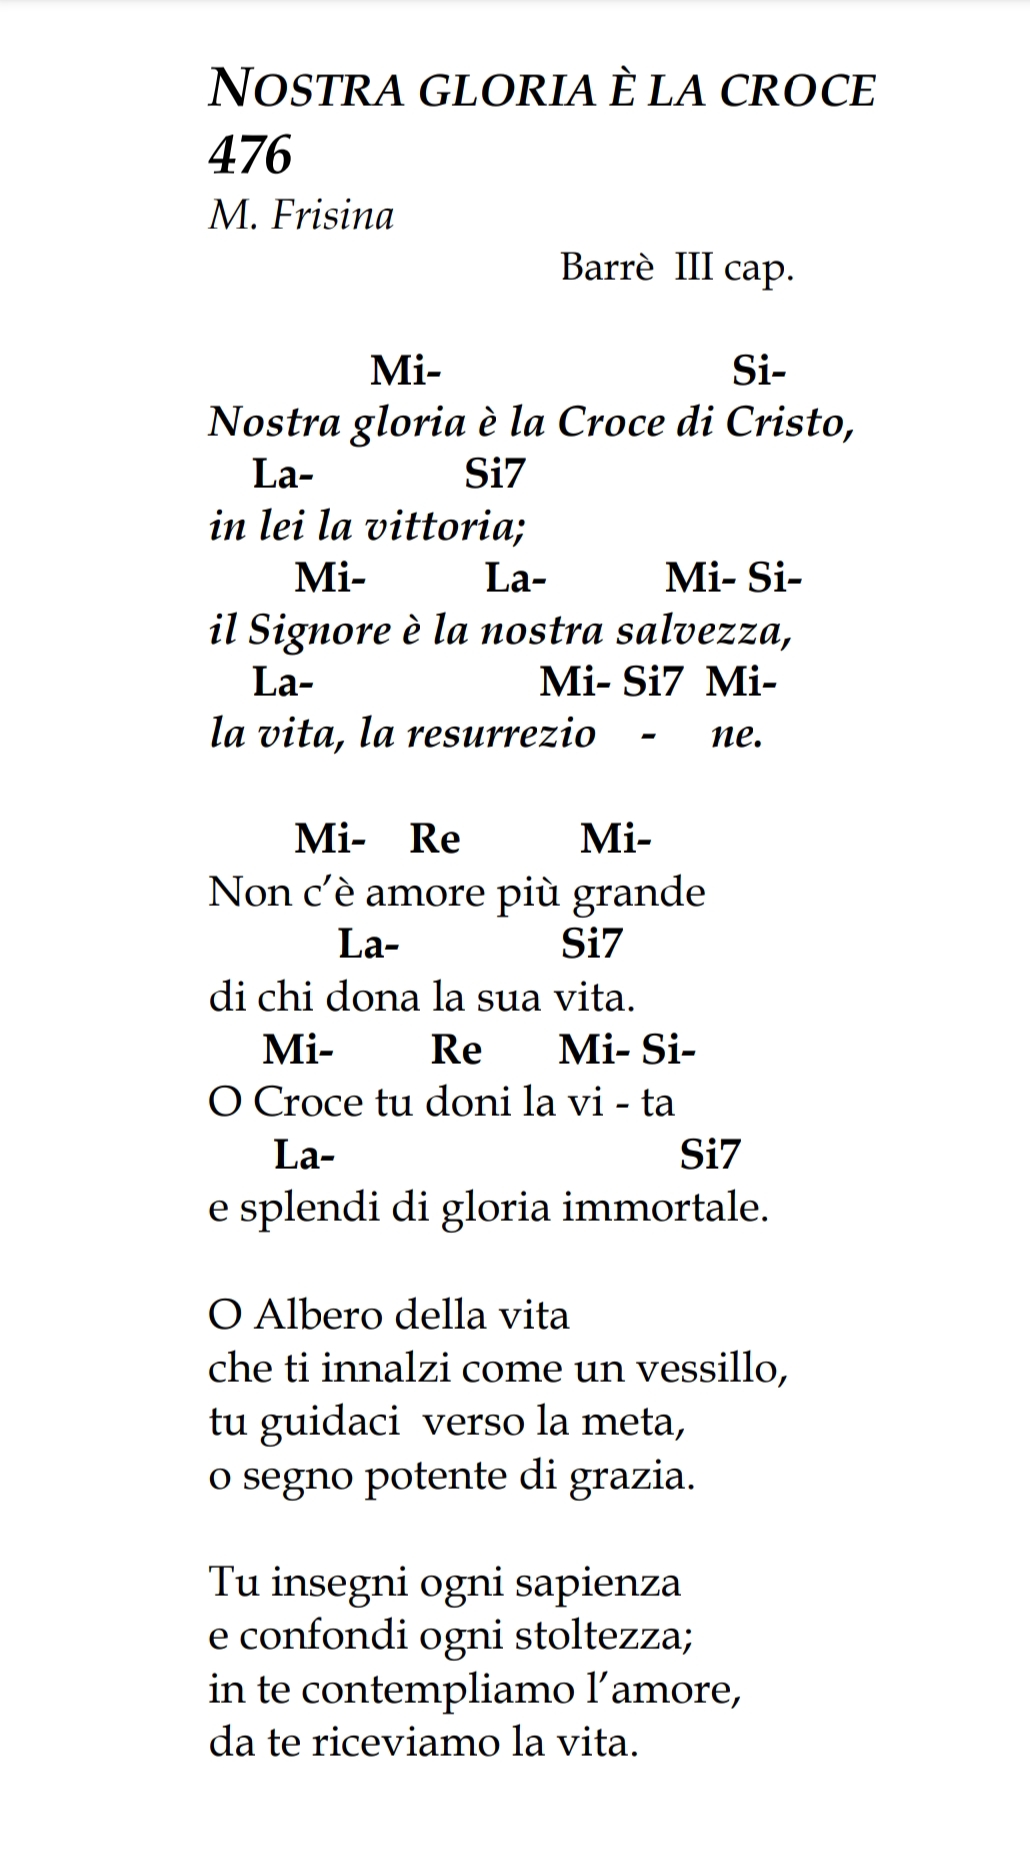 NOSTRA GLORIA È LA CROCE
476
M. Frisina
Barrè III cap.
Mi- Si-
Nostra gloria è la Croce di Cristo,
La- Si7
in lei la vittoria;
Mi- La- Mi- Si-
il Signore è la nostra salvezza,
La- Mi- Si7 Mi-
la vita, la resurrezio - ne.
Mi- Re Mi-
Non c’è amore più grande
La- Si7
di chi dona la sua vita.
Mi- Re Mi- Si-
O Croce tu doni la vi - ta
La- Si7
e splendi di gloria immortale.
O Albero della vita
che ti innalzi come un vessillo,
tu guidaci verso la meta,
o segno potente di grazia.
Tu insegni ogni sapienza
e confondi ogni stoltezza;
in te contempliamo l’amore,
da te riceviamo la vita.